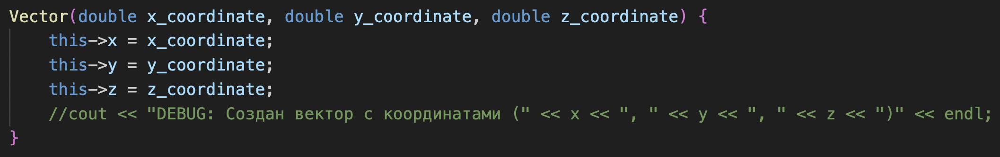 Vector(double x_coordinate, double y_coordinate, double z_coordinate) {
    this->x = x_coordinate;
    this->y = y_coordinate;
    this->z = z_coordinate;
    //cout << "DEBUG: Создан вектор с координатами (" << x << ", " << y << ", " << z << ")" << endl;
}